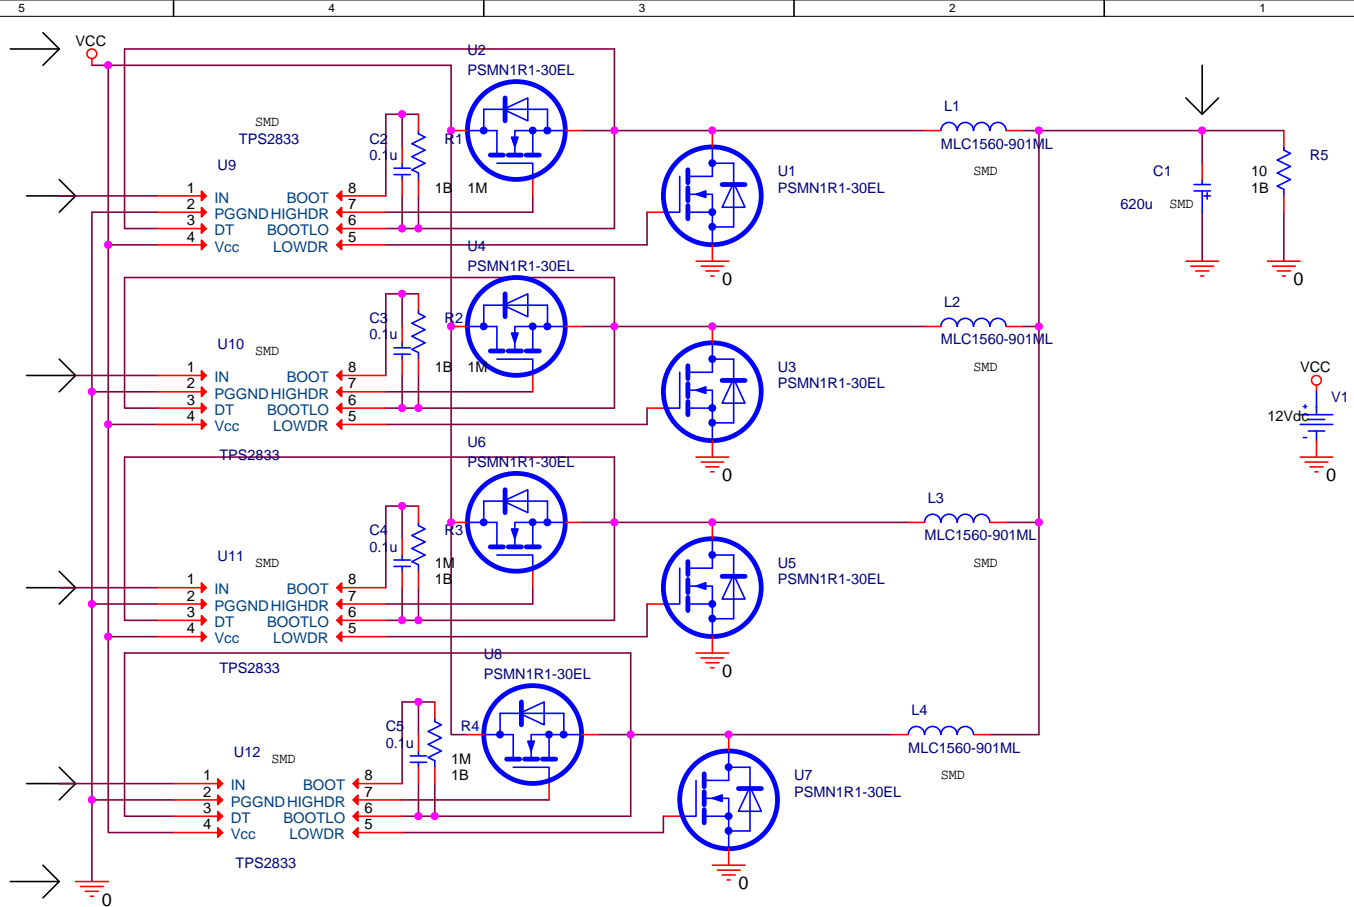 5 4 3 2 1
VCC
U2
PSMN1R1-30EL
SMD
TPS2833
U9
C2
0.1u
R1
1B 1M
1 IN BOOT 8
2 PGGND HIGHDR 7
3 DT BOOTLO 6
4 Vcc LOWDR 5
U1
PSMN1R1-30EL
0
L1
MLC1560-901ML
SMD
C1
620u SMD
R5
10
1B
0
U4
PSMN1R1-30EL
U10 SMD
C3
0.1u
R2
1B 1M
1 IN BOOT 8
2 PGGND HIGHDR 7
3 DT BOOTLO 6
4 Vcc LOWDR 5
TPS2833
U3
PSMN1R1-30EL
0
L2
MLC1560-901ML
SMD
VCC
V1
12Vdc
+
-
0
U6
PSMN1R1-30EL
U11 SMD
C4
0.1u
R3
1M
1B
1 IN BOOT 8
2 PGGND HIGHDR 7
3 DT BOOTLO 6
4 Vcc LOWDR 5
TPS2833
U5
PSMN1R1-30EL
0
L3
MLC1560-901ML
SMD
U8
PSMN1R1-30EL
U12 SMD
C5
0.1u
R4
1M
1B
1 IN BOOT 8
2 PGGND HIGHDR 7
3 DT BOOTLO 6
4 Vcc LOWDR 5
TPS2833
U7
PSMN1R1-30EL
0
L4
MLC1560-901ML
SMD
0